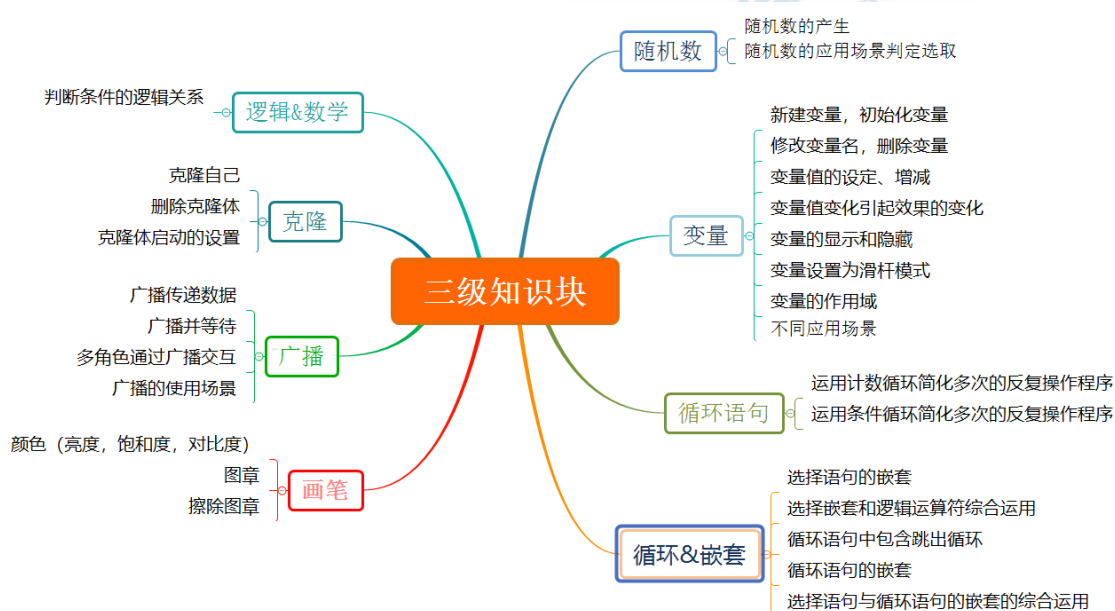 三级知识块
随机数
随机数的产生
随机数的应用场景判定选取
变量
新建变量，初始化变量
修改变量名，删除变量
变量值的设定、增减
变量值变化引起效果的变化
变量的显示和隐藏
变量设置为滑杆模式
变量的作用域
不同应用场景
循环语句
运用计数循环简化多次的反复操作程序
运用条件循环简化多次的反复操作程序
循环&嵌套
选择语句的嵌套
选择嵌套和逻辑运算符综合运用
循环语句中包含跳出循环
循环语句的嵌套
选择语句与循环语句的嵌套的综合运用
逻辑&数学
判断条件的逻辑关系
克隆
克隆自己
删除克隆体
克隆体启动的设置
广播
广播传递数据
广播并等待
多角色通过广播交互
广播的使用场景
画笔
颜色（亮度，饱和度，对比度）
图章
擦除图章